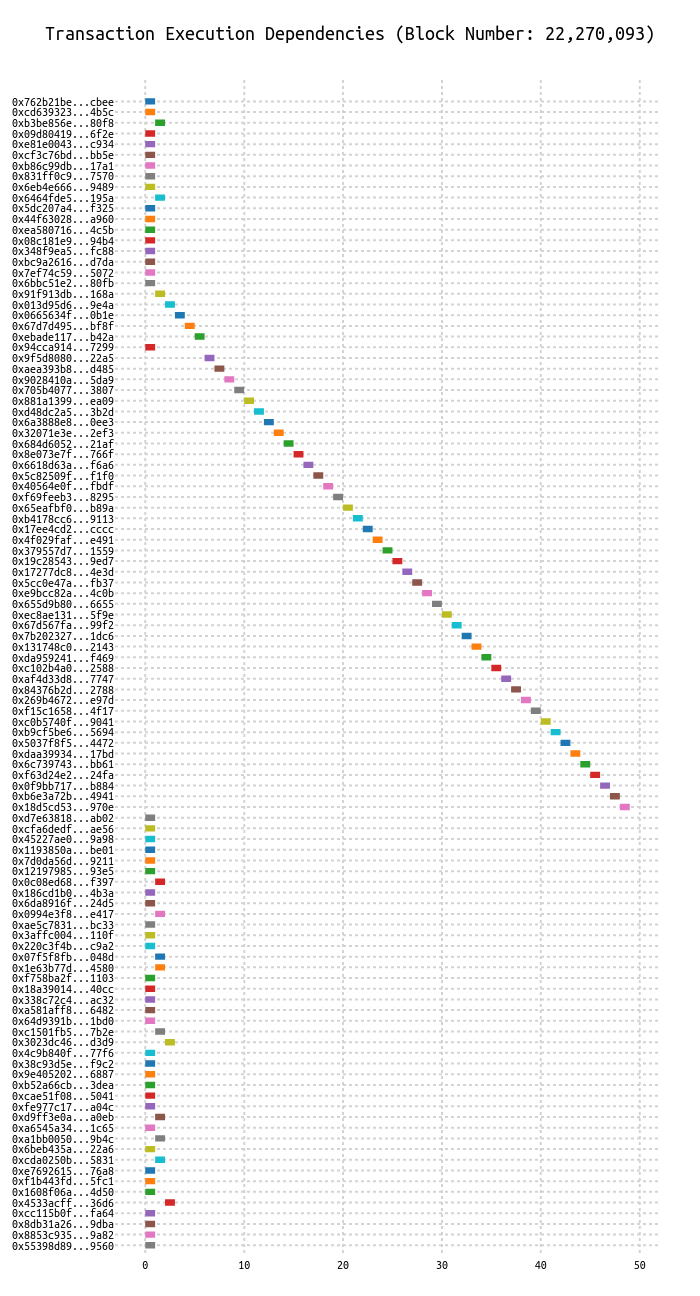 Transaction Execution Dependencies (Block Number: 22,270,093)
0x762b21be...cbee
0xcd639323...4b5c
0xb3be856e...80f8
0x09d80419...6f2e
0xe81e0043...c934
0xcf3c76bd...bb5e
0xb86c99db...17a1
0x831ff0c9...7570
0x6eb4e666...9489
0x6464fde5...195a
0x5dc207a4...f325
0x44f63028...a960
0xea580716...4c5b
0x08c181e9...94b4
0x348f9ea5...fc88
0xbc9a2616...d7da
0x7ef74c59...5072
0x6bbc51e2...80fb
0x91f913db...168a
0x013d95d6...9e4a
0x0665634f...0b1e
0x67d7d495...bf8f
0xebade117...b42a
0x94cca914...7299
0x9f5d8080...22a5
0xaea393b8...d485
0x9028410a...5da9
0x705b4077...3807
0x881a1399...ea09
0xd48dc2a5...3b2d
0x6a3888e8...0ee3
0x32071e3e...2ef3
0x684d6052...21af
0x8e073e7f...766f
0x6618d63a...f6a6
0x5c82509f...f1f0
0x40564e0f...fbdf
0xf69feeb3...8295
0x65eafbf0...b89a
0xb4178cc6...9113
0x17ee4cd2...cccc
0x4f029faf...e491
0x379557d7...1559
0x19c28543...9ed7
0x17277dc8...4e3d
0x5cc0e47a...fb37
0xe9bcc82a...4c0b
0x655d9b80...6655
0xec8ae131...5f9e
0x67d567fa...99f2
0x7b202327...1dc6
0x131748c0...2143
0xda959241...f469
0xc102b4a0...2588
0xaf4d33d8...7747
0x84376b2d...2788
0x269b4672...e97d
0xf15c1658...4f17
0xc0b5740f...9041
0xb9cf5be6...5694
0x5037f8f5...4472
0xdaa39934...17bd
0x6c739743...bb61
0xf63d24e2...24fa
0x0f9bb717...b884
0xb6e3a72b...4941
0x18d5cd53...970e
0xd7e63818...ab02
0xcfa6dedf...ae56
0x45227ae0...9a98
0x1193850a...be01
0x7d0da56d...9211
0x12197985...93e5
0x0c08ed68...f397
0x186cd1b0...4b3a
0x6da8916f...24d5
0x0994e3f8...e417
0xae5c7831...bc33
0x3affc004...110f
0x220c3f4b...c9a2
0x07f5f8fb...048d
0x1e63b77d...4580
0xf758ba2f...1103
0x18a39014...40cc
0x338c72c4...ac32
0xa581aff8...6482
0x64d9391b...1bd0
0xc1501fb5...7b2e
0x3023dc46...d3d9
0x4c9b840f...77f6
0x38c93d5e...f9c2
0x9e405202...6887
0xb52a66cb...3dea
0xcae51f08...5041
0xfe977c17...a04c
0xd9ff3e0a...a0eb
0xa6545a34...1c65
0xa1bb0050...9b4c
0x6beb435a...22a6
0xcda0250b...5831
0xe7692615...76a8
0xf1b443fd...5fc1
0x1608f06a...4d50
0x4533acff...36d6
0xcc115b0f...fa64
0x8db31a26...9dba
0x8853c935...9a82
0x55398d89...9560
0 10 20 30 40 50